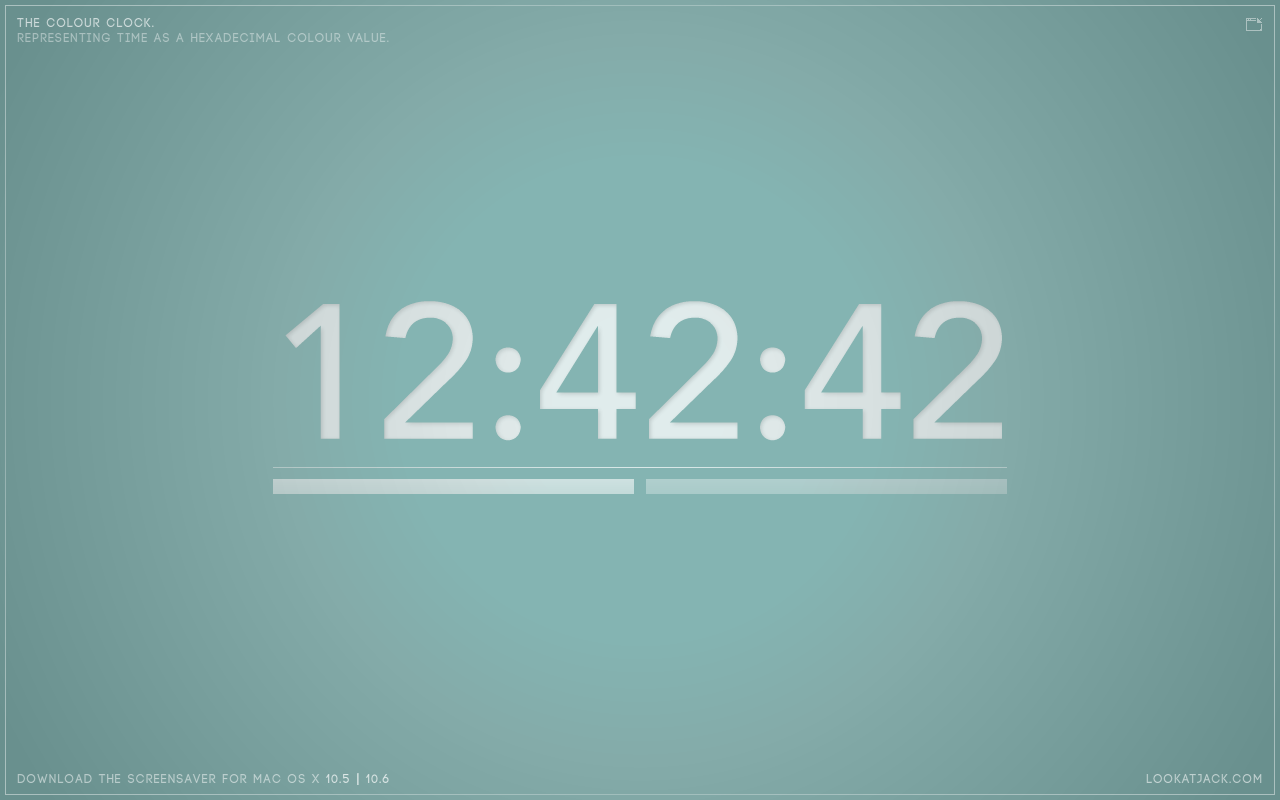 THE COLOUR CLOCK.
REPRESENTING TIME AS A HEXADECIMAL COLOUR VALUE.
12:42:42
DOWNLOAD THE SCREENSAVER FOR MAC OS X 10.5 | 10.6
LOOKATJACK.COM